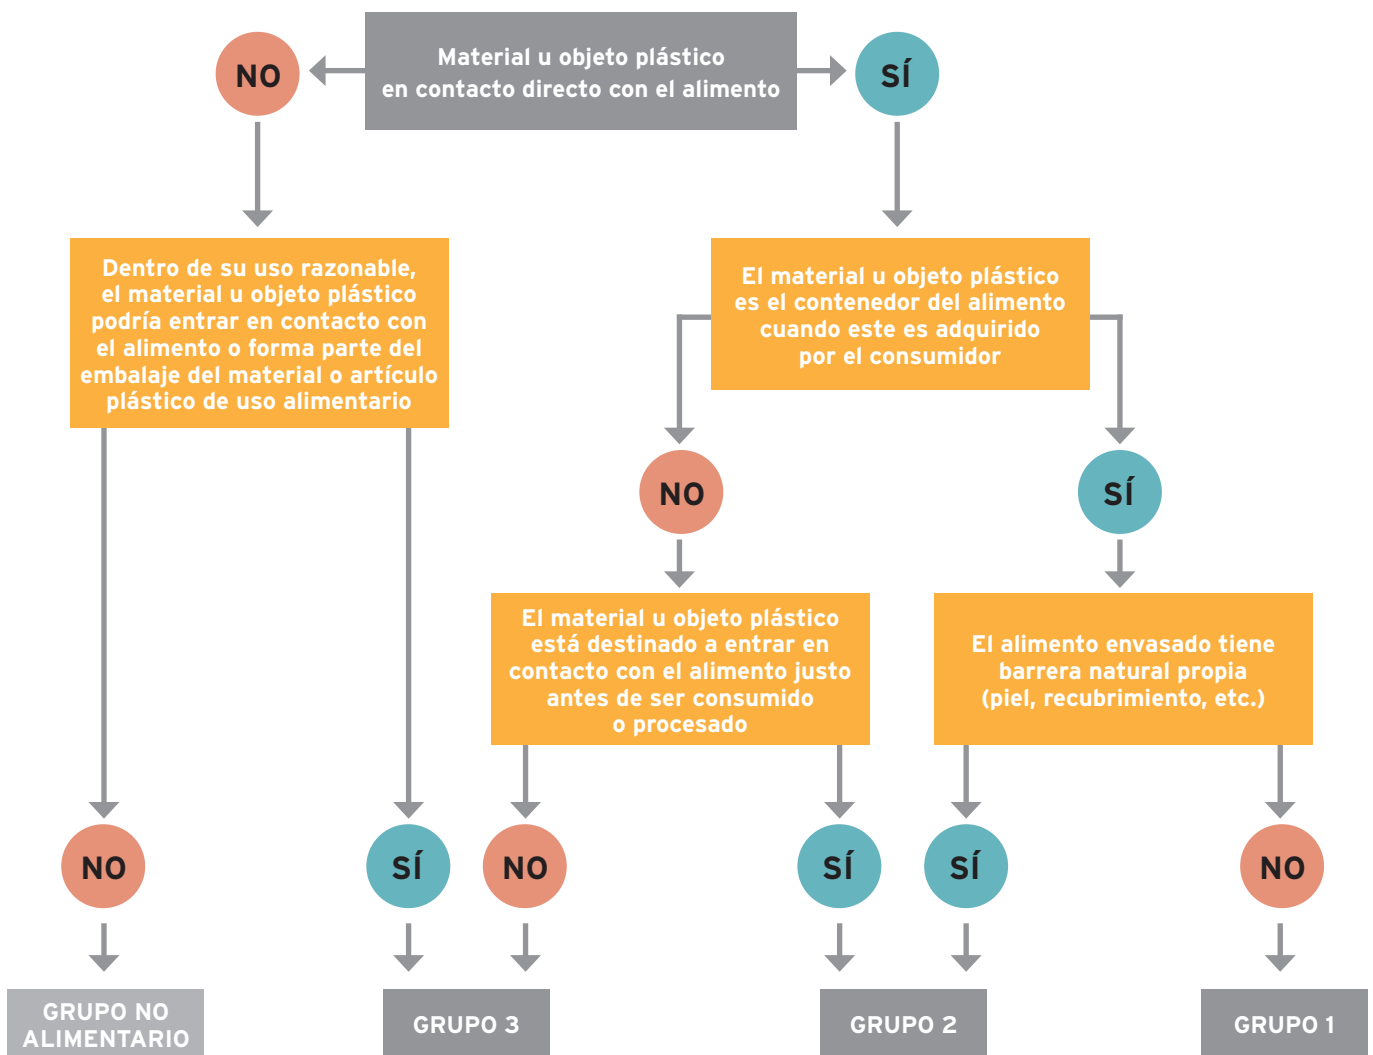 Material u objeto plástico
en contacto directo con el alimento
NO
SÍ
Dentro de su uso razonable,
el material u objeto plástico
podría entrar en contacto con
el alimento o forma parte del
embalaje del material o artículo
plástico de uso alimentario
El material u objeto plástico
es el contenedor del alimento
cuando este es adquirido
por el consumidor
NO
SÍ
El material u objeto plástico
está destinado a entrar en
contacto con el alimento justo
antes de ser consumido
o procesado
El alimento envasado tiene
barrera natural propia
(piel, recubrimiento, etc.)
NO
SÍ
NO
SÍ
SÍ
NO
GRUPO NO
ALIMENTARIO
GRUPO 3
GRUPO 2
GRUPO 1